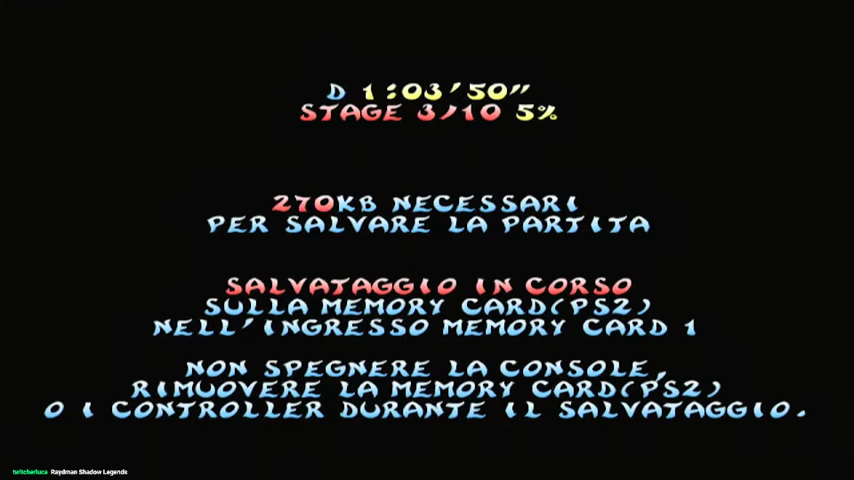 D 1:03'50"
STAGE 3/10 5%
270KB NECESSARI
PER SALVARE LA PARTITA
SALVATAGGIO IN CORSO
SULLA MEMORY CARD(PS2)
NELL'INGRESSO MEMORY CARD 1
NON SPEGNERE LA CONSOLE,
RIMUOVERE LA MEMORY CARD(PS2)
O I CONTROLLER DURANTE IL SALVATAGGIO.
twitcherluca Raydman Shadow Legends